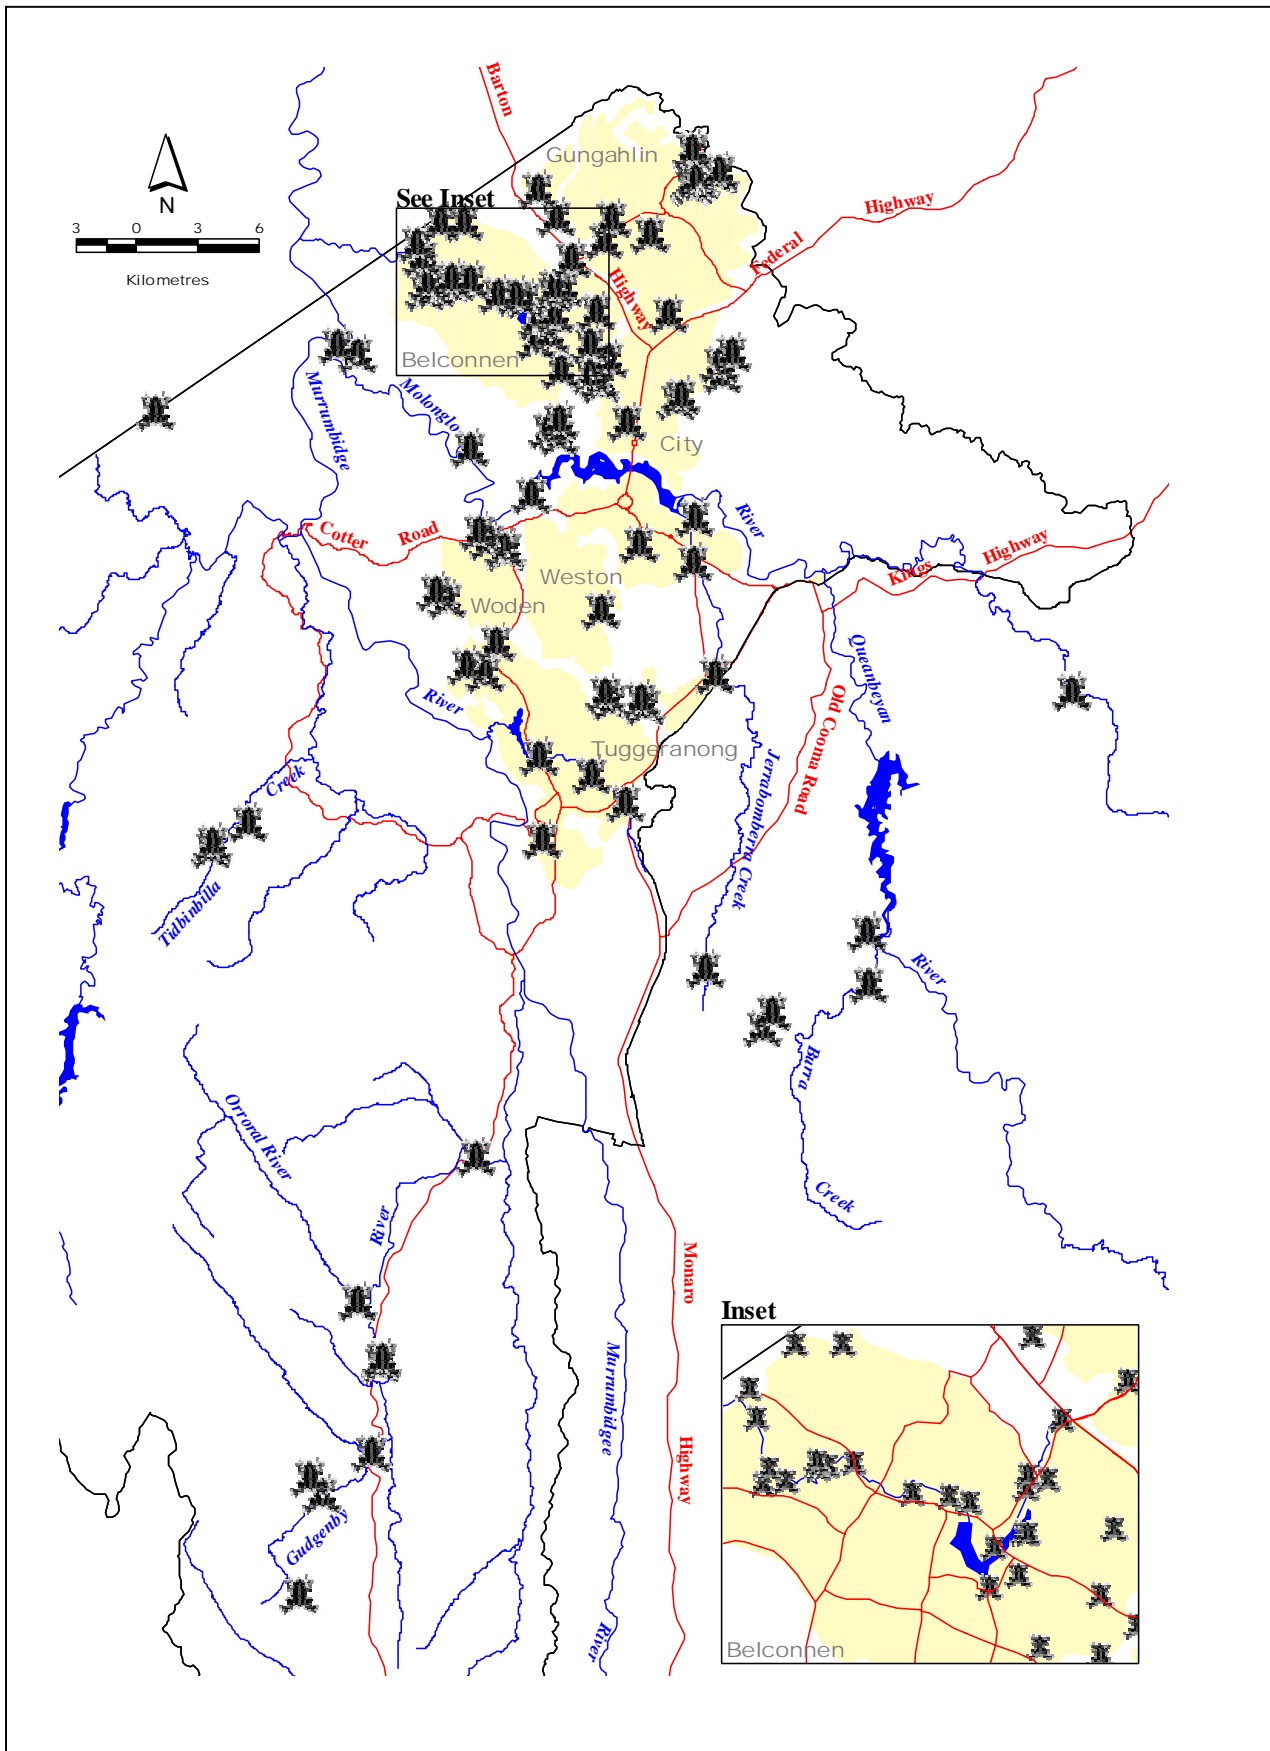 Barton
Gungahlin
See Inset
Highway
N
3 0 3 6
Federal
Kilometres
Highway
Belconnen
Murrumbidge
Molonglo
City
River
Cotter Road
Highway
Kings
Weston
Woden
Queanbeyan
River
Old Cooma Road
Tuggeranong
Jerrabomberra Creek
Creek
Tidbinbilla
River
Burra
Orroral River
Creek
River
Monaro
Inset
Murrumbidgee
Highway
Gudgenby
River
Belconnen